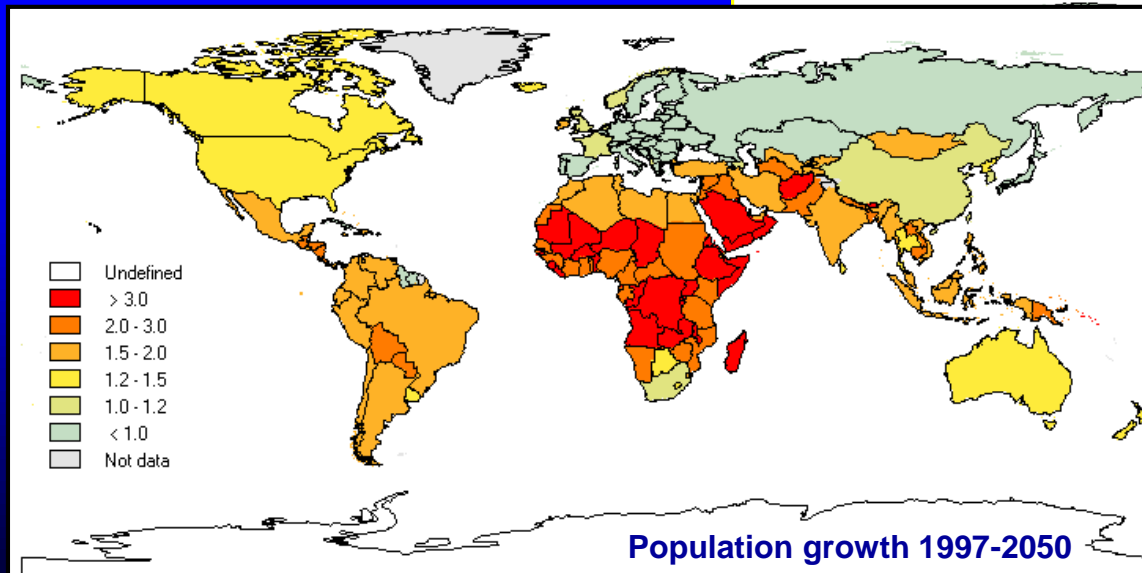 Undefined
> 3.0
2.0 - 3.0
1.5 - 2.0
1.2 - 1.5
1.0 - 1.2
< 1.0
Not data
Population growth 1997-2050